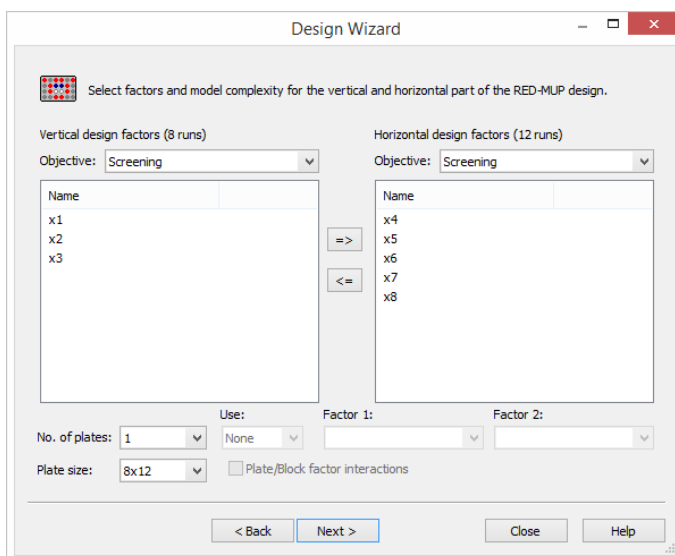 Design Wizard
Select factors and model complexity for the vertical and horizontal part of the RED-MUP design.
Vertical design factors (8 runs)
Objective: Screening
Name
x1
x2
x3
=>
<=
Horizontal design factors (12 runs)
Objective: Screening
Name
x4
x5
x6
x7
x8
Use: Factor 1: Factor 2:
No. of plates: 1 None
Plate size: 8x12 Plate/Block factor interactions
< Back Next > Close Help